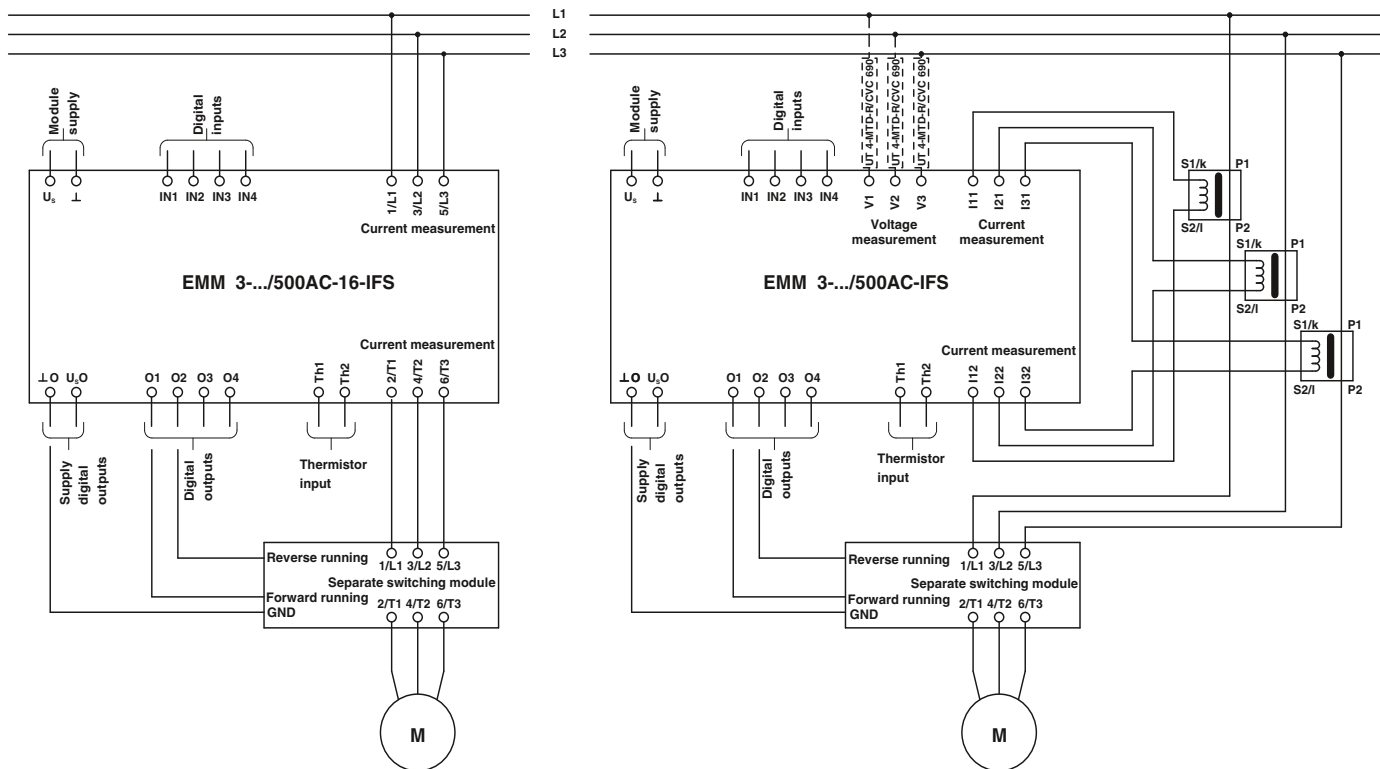 L1
L2
L3
Module
supply
Digital
inputs
Us
⊥
IN1
IN2
IN3
IN4
1/L1
3/L2
5/L3
Current measurement
EMM 3-.../500AC-16-IFS
Current measurement
⊥O
UsO
O1
O2
O3
O4
Th1
Th2
2/T1
4/T2
6/T3
Supply
digital
outputs
Digital
outputs
Thermistor
input
Reverse running
1/L1 3/L2 5/L3
Separate switching module
Forward running
GND
2/T1 4/T2 6/T3
M
UT 4-MTD-R/CVC 690
UT 4-MTD-R/CVC 690
UT 4-MTD-R/CVC 690
Module
supply
Digital
inputs
Us
⊥
IN1
IN2
IN3
IN4
V1
V2
V3
Voltage
measurement
I11
I21
I31
Current
measurement
EMM 3-.../500AC-IFS
Current measurement
⊥O
UsO
O1
O2
O3
O4
Th1
Th2
I12
I22
I32
Supply
digital
outputs
Digital
outputs
Thermistor
input
S1/k
P1
S2/l
P2
S1/k
P1
S2/l
P2
S1/k
P1
S2/l
P2
Reverse running
1/L1 3/L2 5/L3
Separate switching module
Forward running
GND
2/T1 4/T2 6/T3
M